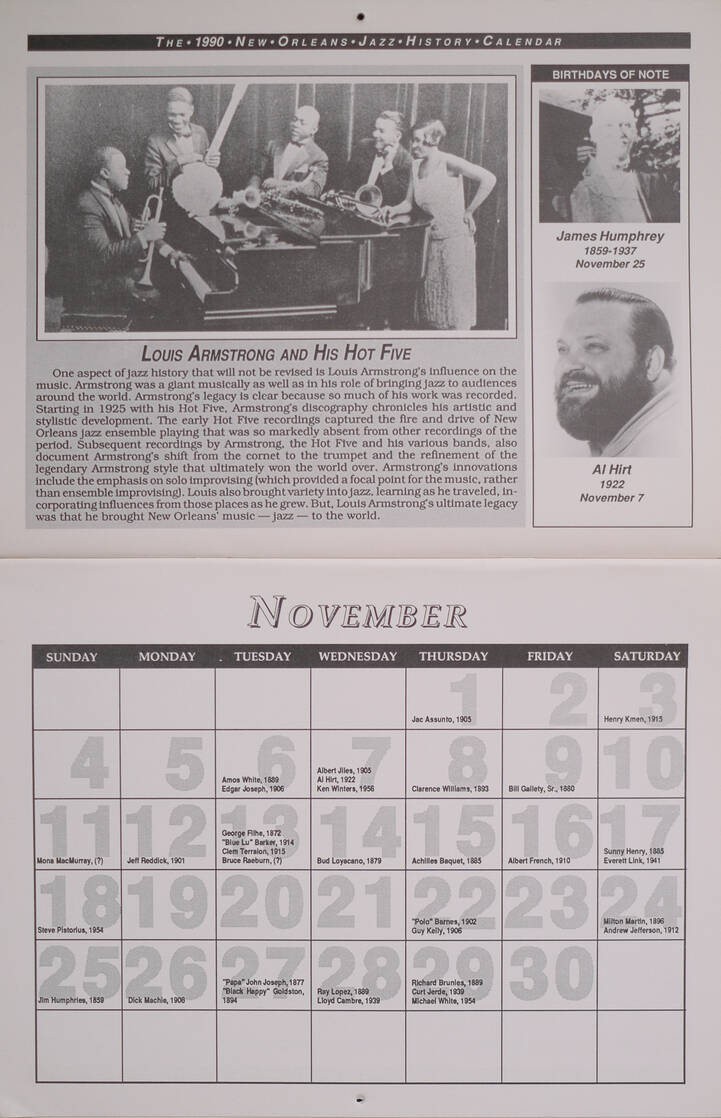 THE • 1990 • NEW • ORLEANS • JAZZ • HISTORY • CALENDAR
LOUIS ARMSTRONG AND HIS HOT FIVE
One aspect of jazz history that will not be revised is Louis Armstrong's influence on the
music. Armstrong was a giant musically as well as in his role of bringing jazz to audiences
around the world. Armstrong's legacy is clear because so much of his work was recorded.
Starting in 1925 with his Hot Five, Armstrong's discography chronicles his artistic and
stylistic development. The early Hot Five recordings captured the fire and drive of New
Orleans jazz ensemble playing that was so markedly absent from other recordings of the
period. Subsequent recordings by Armstrong, the Hot Five and his various bands, also
document Armstrong's shift from the cornet to the trumpet and the refinement of the
legendary Armstrong style that ultimately won the world over. Armstrong's innovations
include the emphasis on solo improvising (which provided a focal point for the music, rather
than ensemble improvising). Louis also brought variety into jazz, learning as he traveled, in-
corporating influences from those places as he grew. But, Louis Armstrong's ultimate legacy
was that he brought New Orleans' music — jazz — to the world.
BIRTHDAYS OF NOTE
James Humphrey
1859-1937
November 25
Al Hirt
1922
November 7
NOVEMBER
SUNDAY MONDAY TUESDAY WEDNESDAY THURSDAY FRIDAY SATURDAY
1 2 3
Jac Assunto, 1905
Henry Kmen, 1915
4 5 6 7 8 9 10
Amos White, 1889
Edgar Joseph, 1906
Albert Jiles, 1905
Al Hirt, 1922
Ken Winters, 1956
Clarence Williams, 1893
Bill Gallety, Sr., 1880
11 12 13 14 15 16 17
Mona MacMurray, (?)
Jeff Reddick, 1901
George Filhe, 1872
"Blue Lu" Barker, 1914
Clem Terraion, 1915
Bruce Raeburn, (?)
Bud Loyacano, 1879
Achilles Baquet, 1885
Albert French, 1910
Sunny Henry, 1885
Everett Link, 1941
18 19 20 21 22 23 24
Steve Pistorius, 1954
"Polo" Barnes, 1902
Guy Kelly, 1906
Milton Martin, 1896
Andrew Jefferson, 1912
25 26 27 28 29 30
Jim Humphries, 1859
Dick Machie, 1906
"Papa" John Joseph, 1877
"Black Happy" Goldston,
1894
Ray Lopez, 1889
Lloyd Cambre, 1939
Richard Brunies, 1889
Curt Jerde, 1939
Michael White, 1954